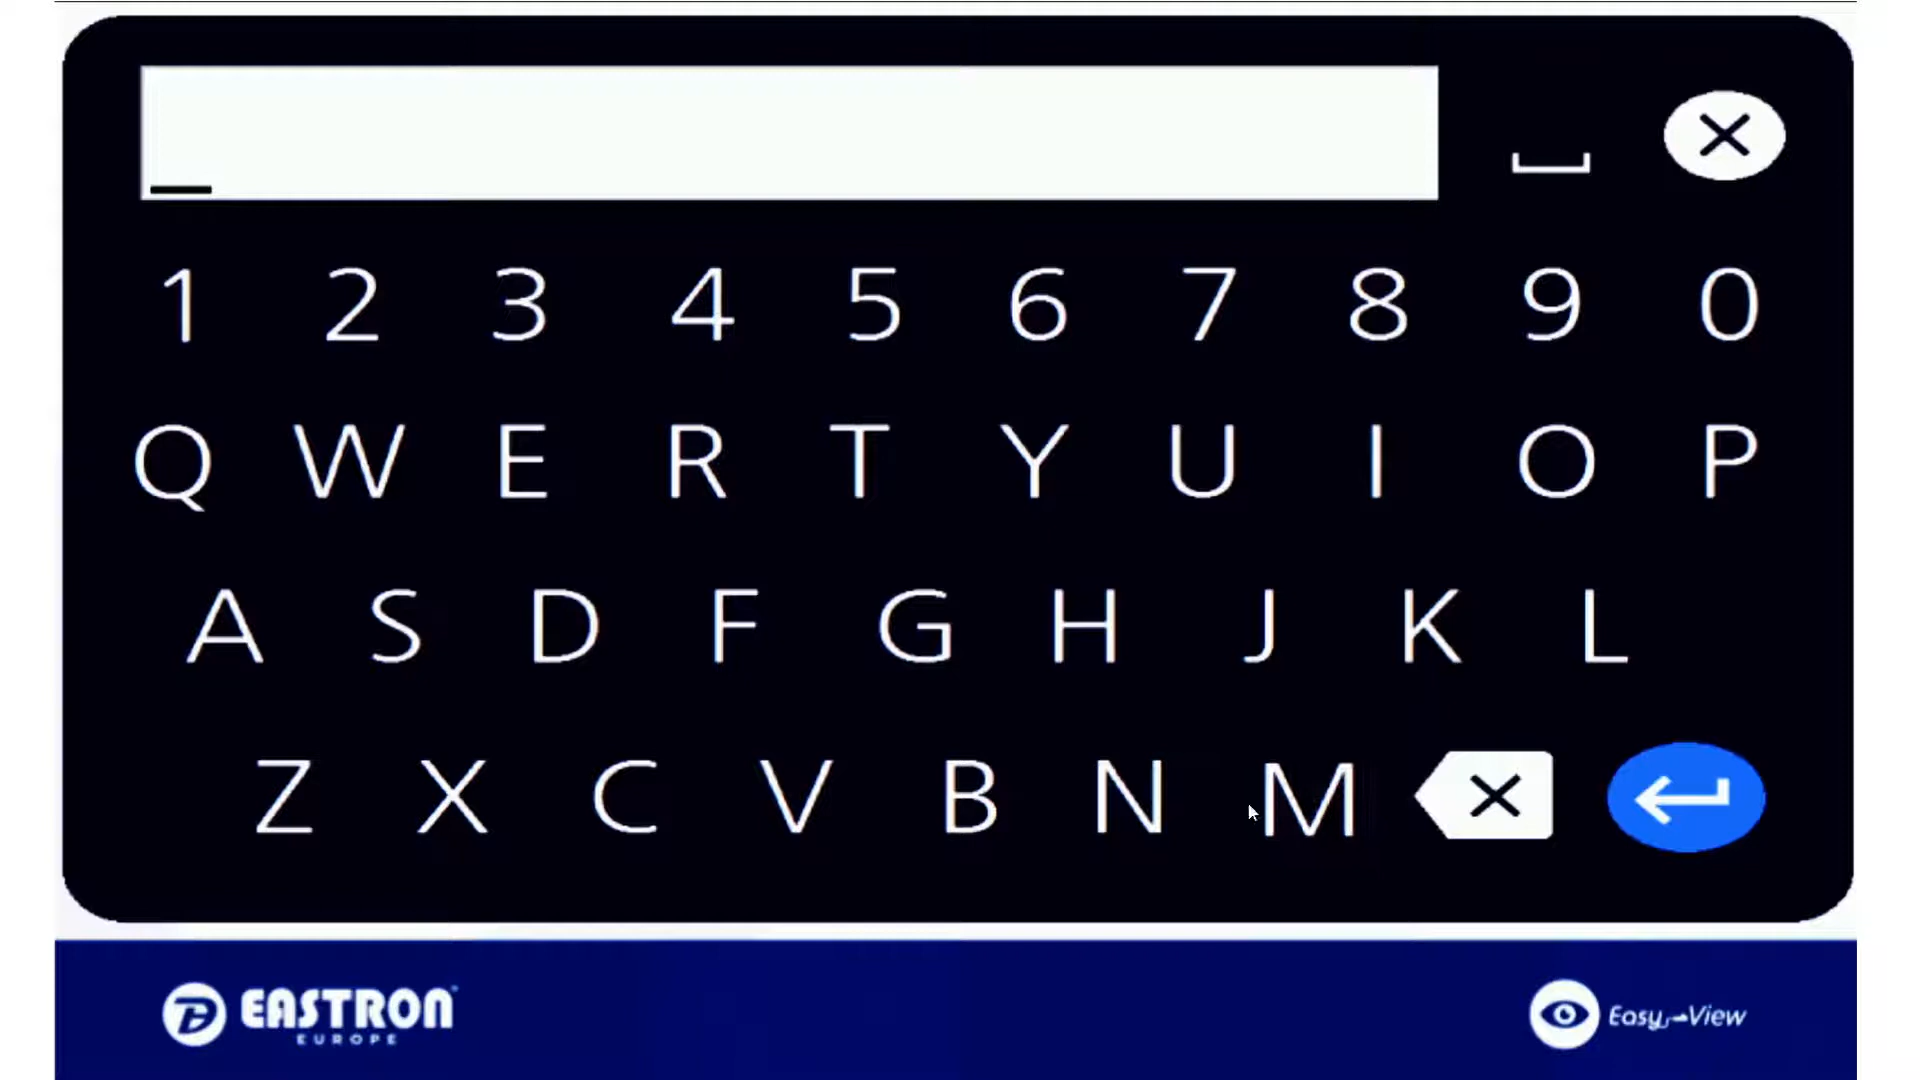 1 2 3 4 5 6 7 8 9 0
Q W E R T Y U I O P
A S D F G H J K L
Z X C V B N M
EASTRON
EUROPE
Easy-View